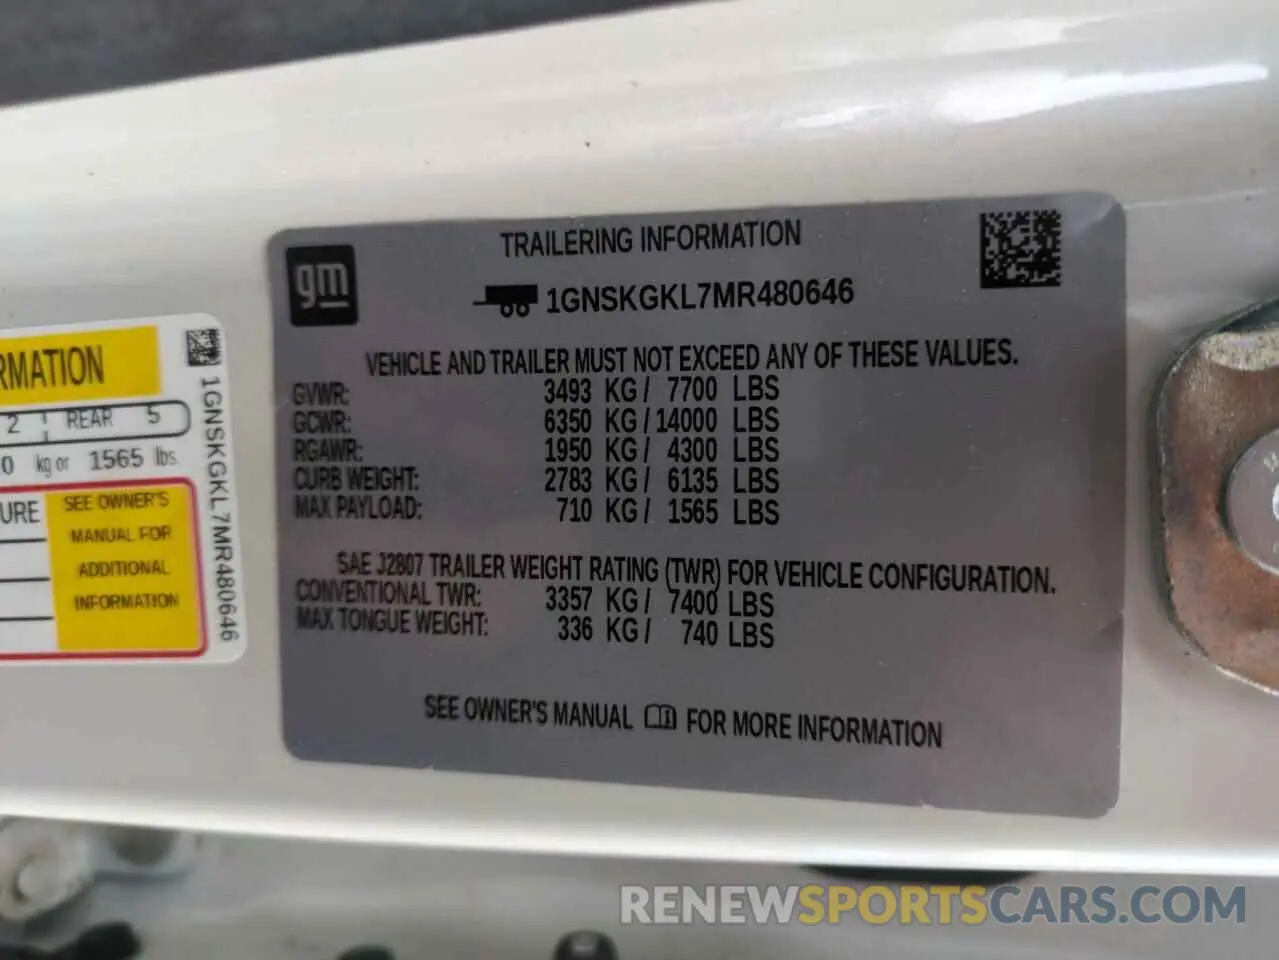 gm
TRAILERING INFORMATION
1GNSKGKL7MR480646
VEHICLE AND TRAILER MUST NOT EXCEED ANY OF THESE VALUES.
GVWR: 3493 KG / 7700 LBS
GCWR: 6350 KG / 14000 LBS
RGAWR: 1950 KG / 4300 LBS
CURB WEIGHT: 2783 KG / 6135 LBS
MAX PAYLOAD: 710 KG / 1565 LBS
SAE J2807 TRAILER WEIGHT RATING (TWR) FOR VEHICLE CONFIGURATION.
CONVENTIONAL TWR: 3357 KG / 7400 LBS
MAX TONGUE WEIGHT: 336 KG / 740 LBS
SEE OWNER'S MANUAL FOR MORE INFORMATION
RMATION
2 REAR 5
0 kg or 1565 lbs.
URE
SEE OWNER'S
MANUAL FOR
ADDITIONAL
INFORMATION
1GNSKGKL7MR480646
RENEWSPORTSCARS.COM